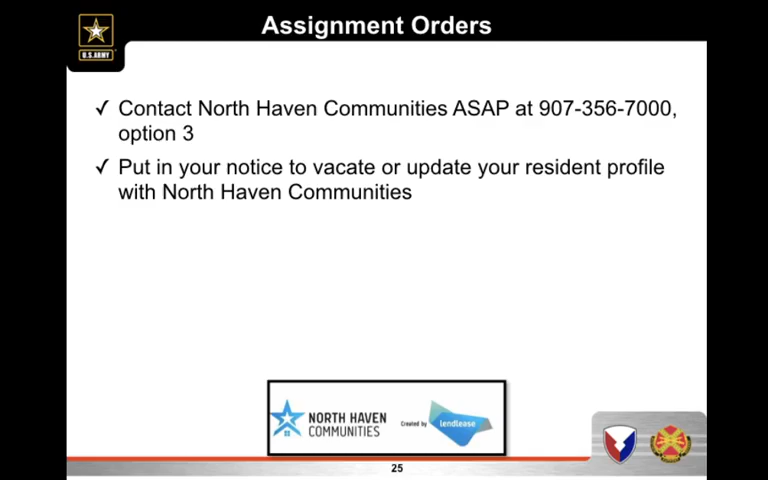 Assignment Orders
U.S. ARMY
✓ Contact North Haven Communities ASAP at 907-356-7000,
option 3
✓ Put in your notice to vacate or update your resident profile
with North Haven Communities
NORTH HAVEN
COMMUNITIES
Created by
lendlease
25